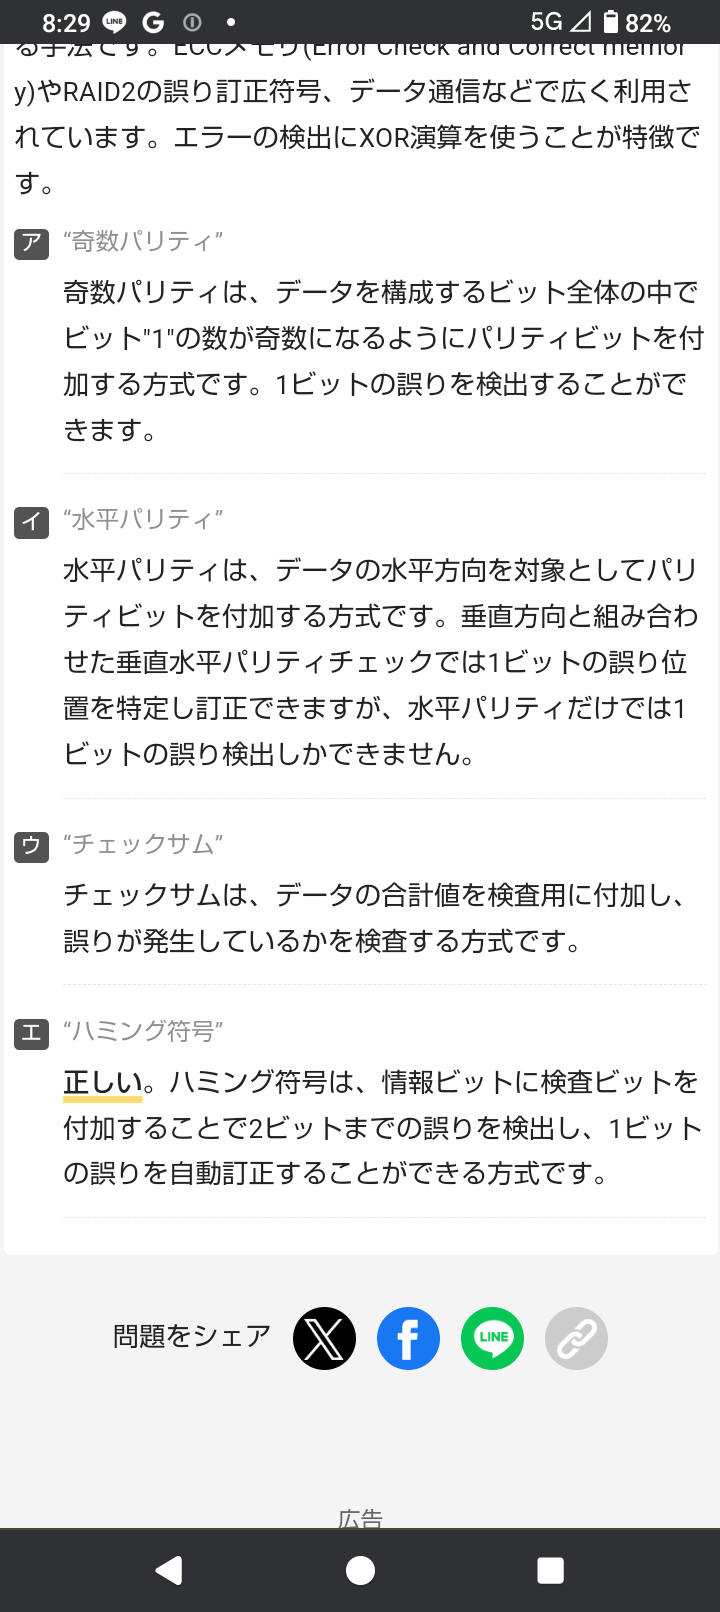 8:29 LINE G 5G 82%
る手法です。ECCメモリ(Error Check and Correct memor
y)やRAID2の誤り訂正符号、データ通信などで広く利用さ
れています。エラーの検出にXOR演算を使うことが特徴で
す。
ア “奇数パリティ”
奇数パリティは、データを構成するビット全体の中で
ビット"1"の数が奇数になるようにパリティビットを付
加する方式です。1ビットの誤りを検出することがで
きます。
イ “水平パリティ”
水平パリティは、データの水平方向を対象としてパリ
ティビットを付加する方式です。垂直方向と組み合わ
せた垂直水平パリティチェックでは1ビットの誤り位
置を特定し訂正できますが、水平パリティだけでは1
ビットの誤り検出しかできません。
ウ “チェックサム”
チェックサムは、データの合計値を検査用に付加し、
誤りが発生しているかを検査する方式です。
エ “ハミング符号”
正しい。ハミング符号は、情報ビットに検査ビットを
付加することで2ビットまでの誤りを検出し、1ビット
の誤りを自動訂正することができる方式です。
問題をシェア X f LINE
広告